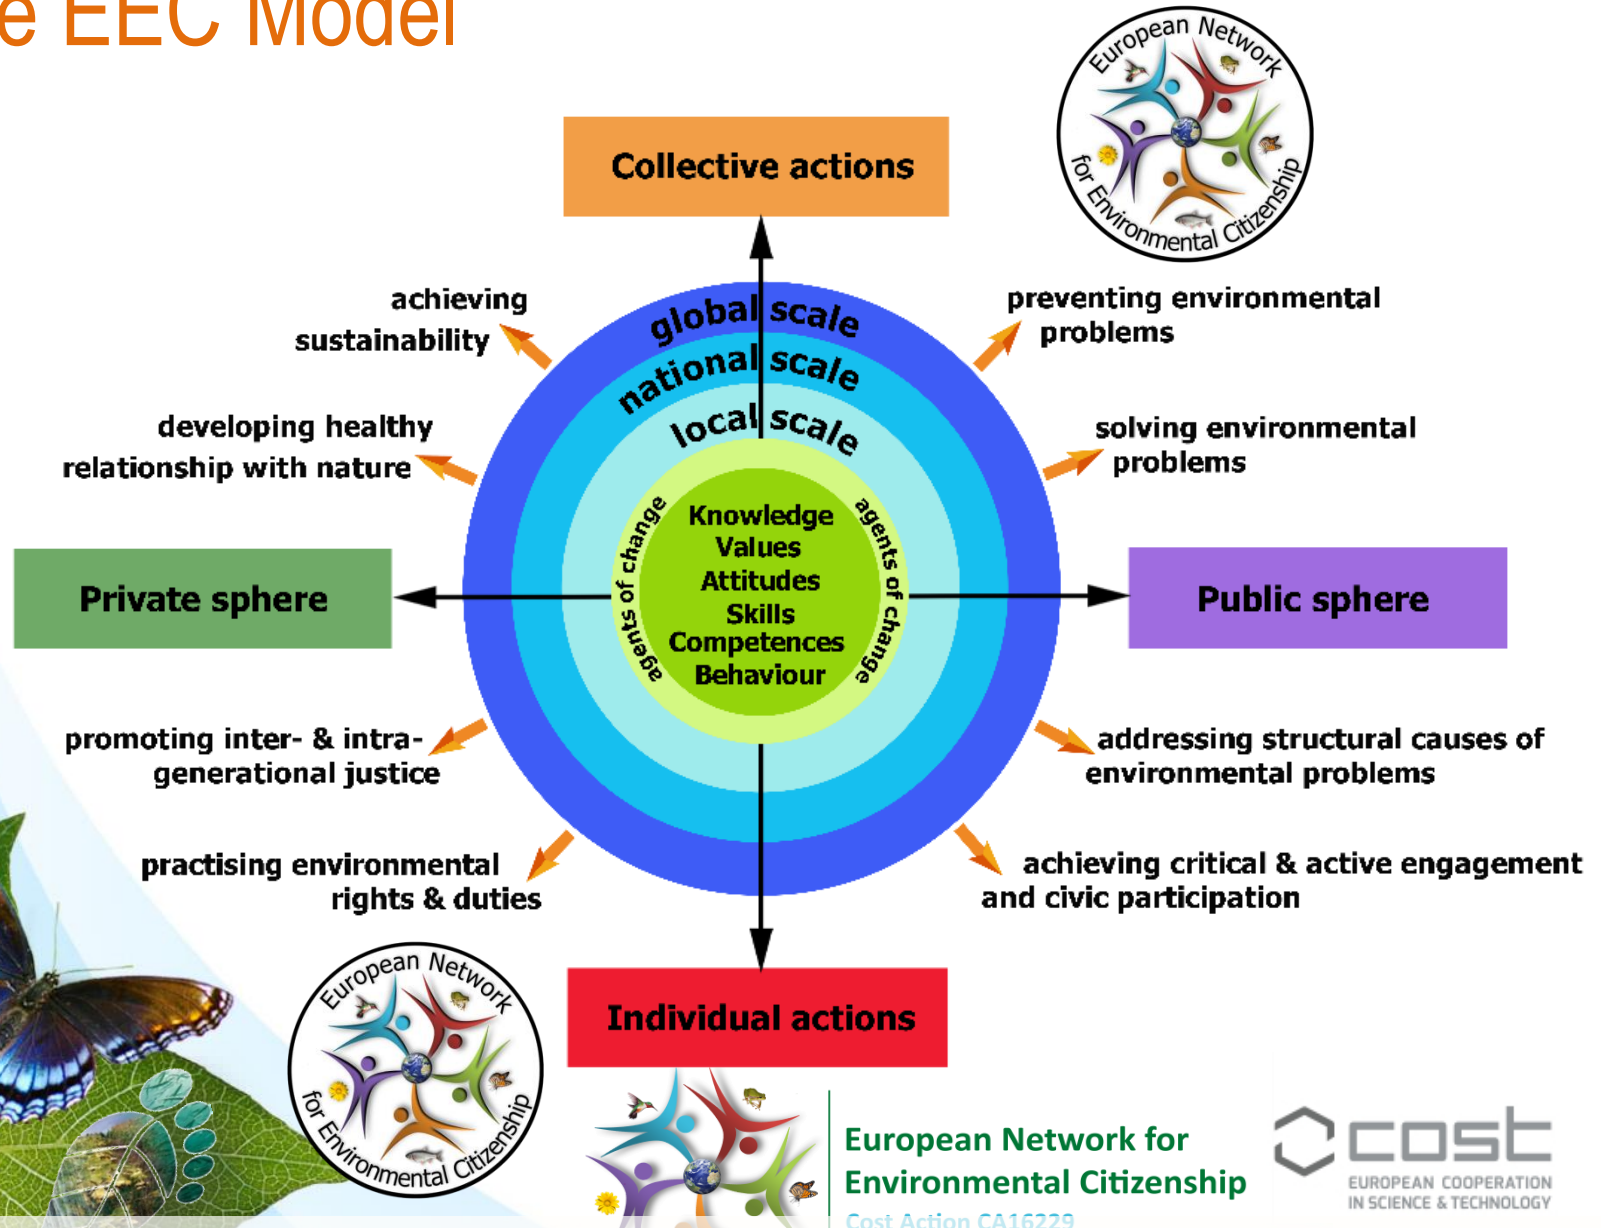 e EEC Model
European Network
for Environmental Citizenship
Collective actions
achieving
sustainability
preventing environmental
problems
global scale
national scale
local scale
developing healthy
relationship with nature
solving environmental
problems
agents of change
Knowledge
Values
Attitudes
Skills
Competences
Behaviour
agents of change
Private sphere
Public sphere
promoting inter- & intra-
generational justice
addressing structural causes of
environmental problems
practising environmental
rights & duties
achieving critical & active engagement
and civic participation
Individual actions
European Network
for Environmental Citizenship
European Network for
Environmental Citizenship
Cost Action CA16229
cost
EUROPEAN COOPERATION
IN SCIENCE & TECHNOLOGY